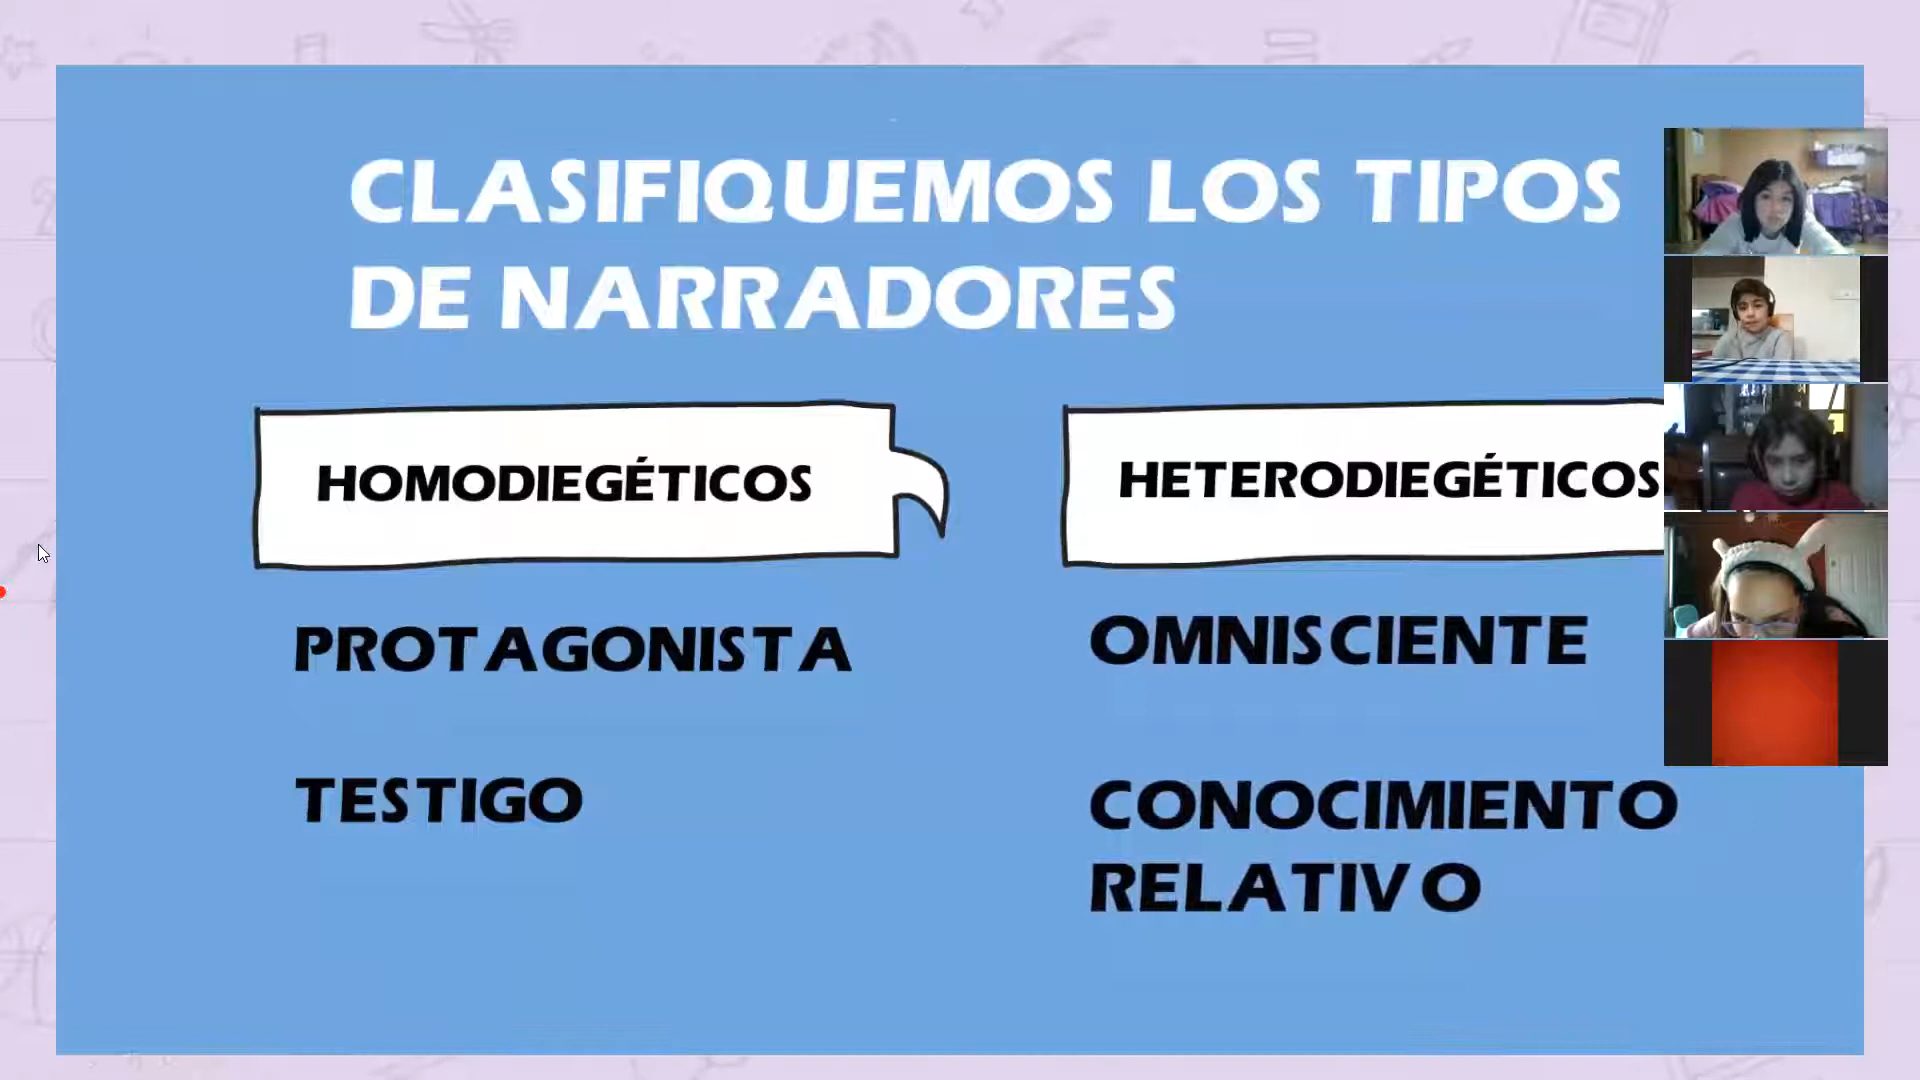 CLASIFIQUEMOS LOS TIPOS
DE NARRADORES
HOMODIEGÉTICOS
HETERODIEGÉTICOS
PROTAGONISTA
OMNISCIENTE
TESTIGO
CONOCIMIENTO
RELATIVO